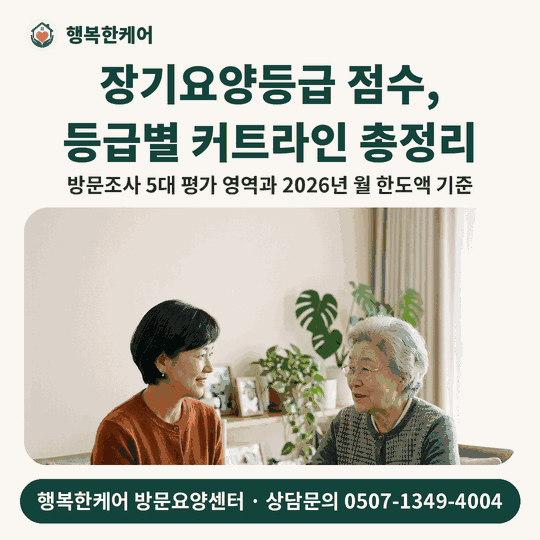 행복한케어
장기요양등급 점수,
등급별 커트라인 총정리
방문조사 5대 평가 영역과 2026년 월 한도액 기준
행복한케어 방문요양센터 · 상담문의 0507-1349-4004